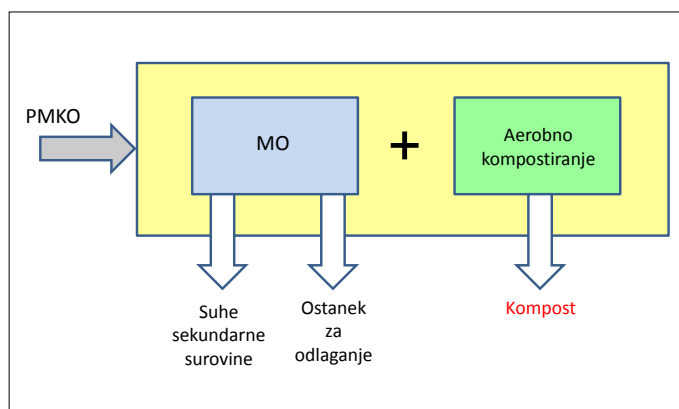 PMKO
MO
+
Aerobno
kompostiranje
Suhe
sekundarne
surovine
Ostanek
za
odlaganje
Kompost